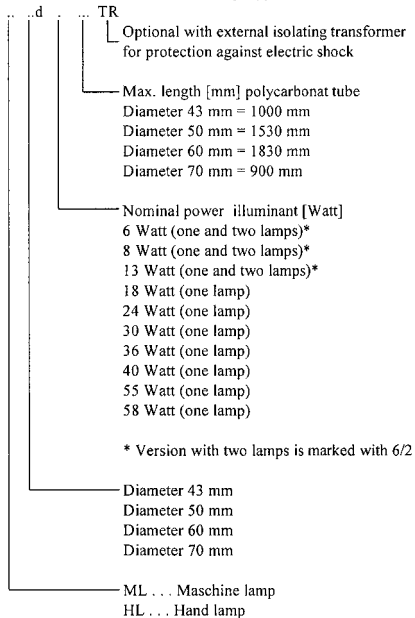 .. ..d . ... TR
Optional with external isolating transformer
for protection against electric shock
Max. length [mm] polycarbonat tube
Diameter 43 mm = 1000 mm
Diameter 50 mm = 1530 mm
Diameter 60 mm = 1830 mm
Diameter 70 mm = 900 mm
Nominal power illuminant [Watt]
6 Watt (one and two lamps)*
8 Watt (one and two lamps)*
13 Watt (one and two lamps)*
18 Watt (one lamp)
24 Watt (one lamp)
30 Watt (one lamp)
36 Watt (one lamp)
40 Watt (one lamp)
55 Watt (one lamp)
58 Watt (one lamp)
* Version with two lamps is marked with 6/2
Diameter 43 mm
Diameter 50 mm
Diameter 60 mm
Diameter 70 mm
ML . . . Maschine lamp
HL . . . Hand lamp